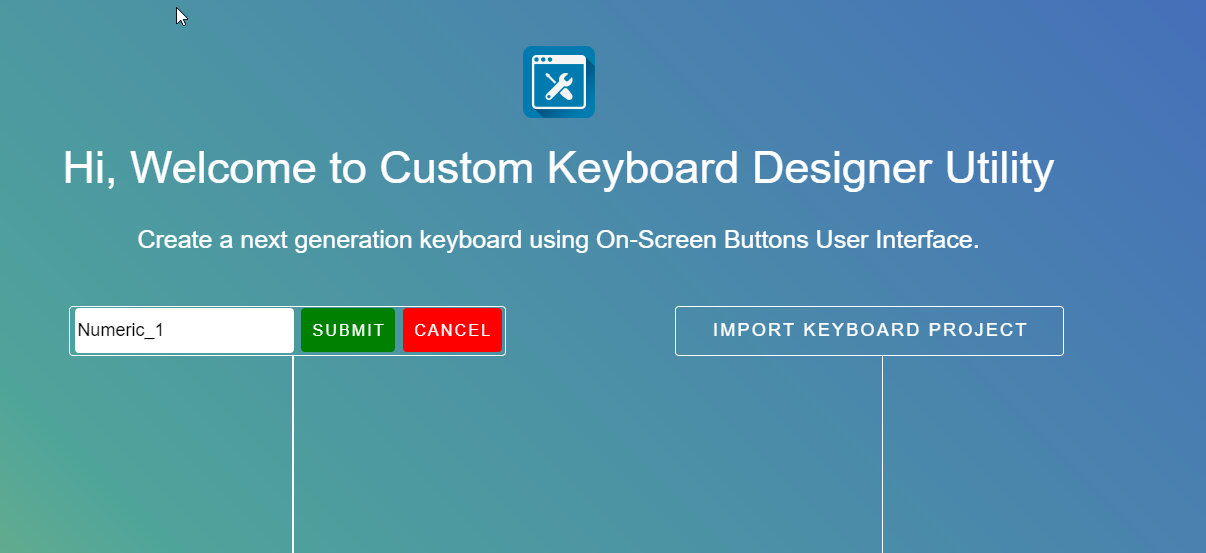 Hi, Welcome to Custom Keyboard Designer Utility
Create a next generation keyboard using On-Screen Buttons User Interface.
Numeric_1 SUBMIT CANCEL
IMPORT KEYBOARD PROJECT